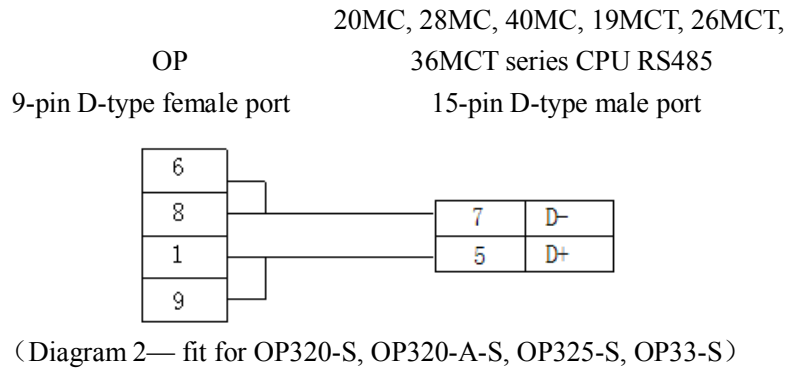 20MC, 28MC, 40MC, 19MCT, 26MCT,
OP 36MCT series CPU RS485
9-pin D-type female port 15-pin D-type male port
6
8 7 D-
1 5 D+
9
（Diagram 2— fit for OP320-S, OP320-A-S, OP325-S, OP33-S）